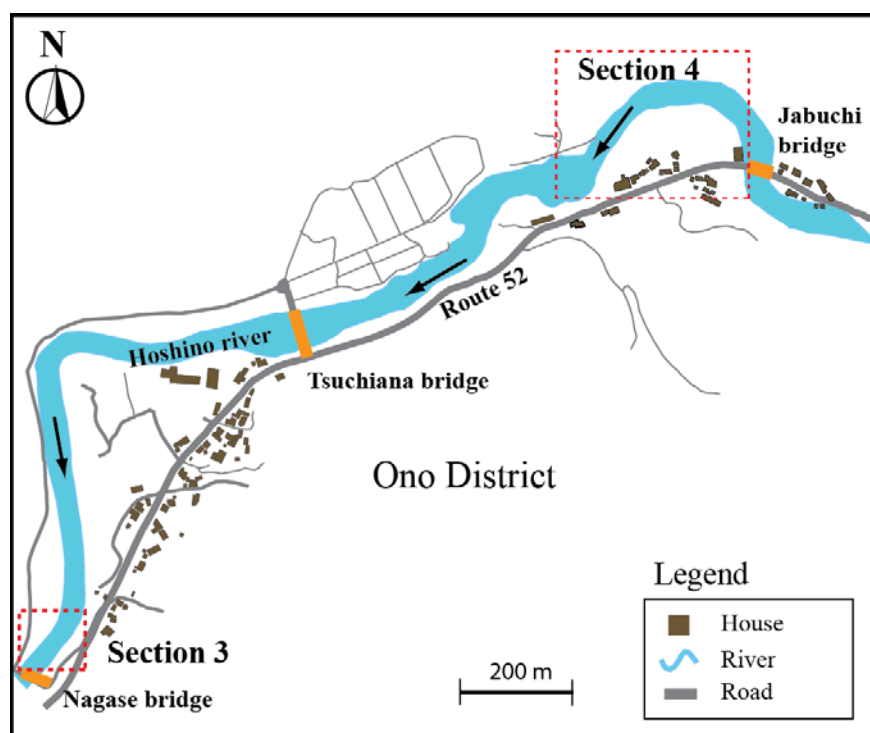 N
Section 4
Jabuchi
bridge
Route 52
Hoshino river
Tsuchiana bridge
Ono District
Section 3
Nagase bridge
200 m
Legend
House
River
Road